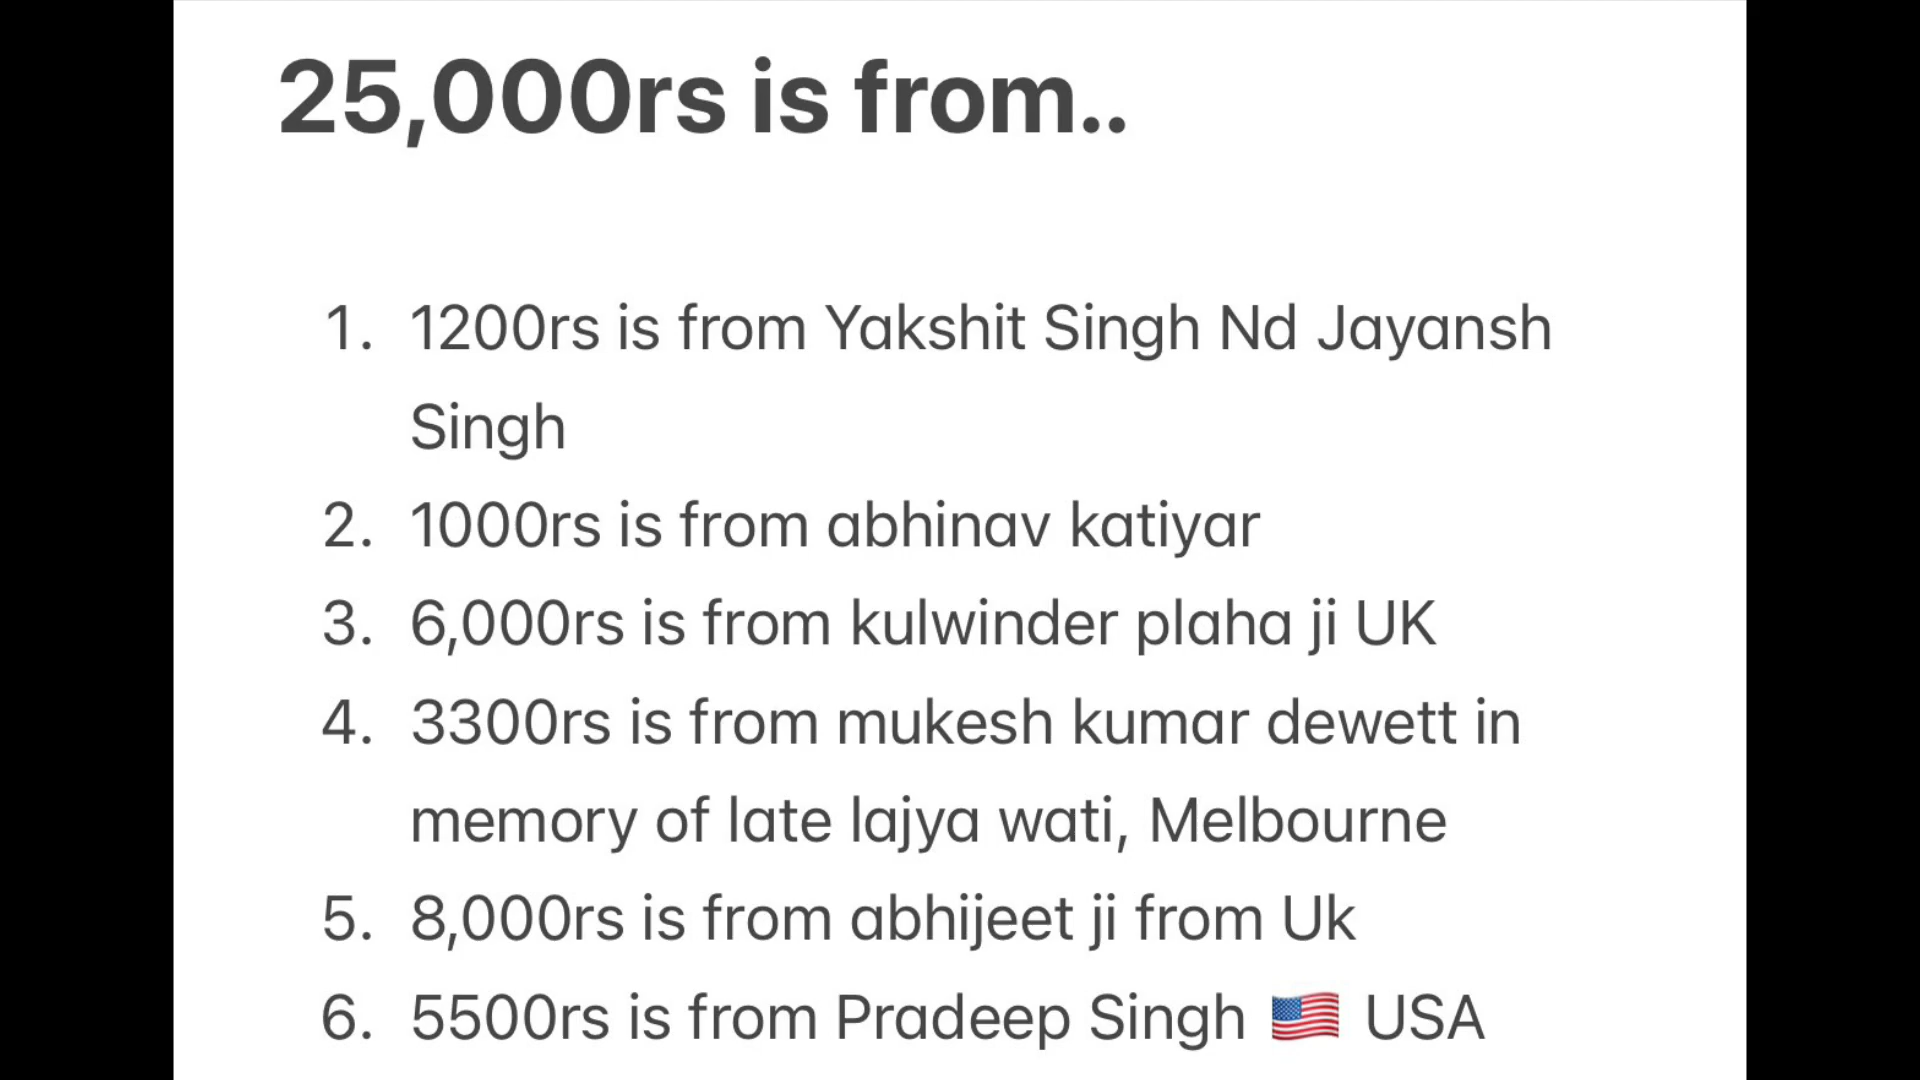 25,000rs is from..
1. 1200rs is from Yakshit Singh Nd Jayansh
Singh
2. 1000rs is from abhinav katiyar
3. 6,000rs is from kulwinder plaha ji UK
4. 3300rs is from mukesh kumar dewett in
memory of late lajya wati, Melbourne
5. 8,000rs is from abhijeet ji from Uk
6. 5500rs is from Pradeep Singh 🇺🇸 USA